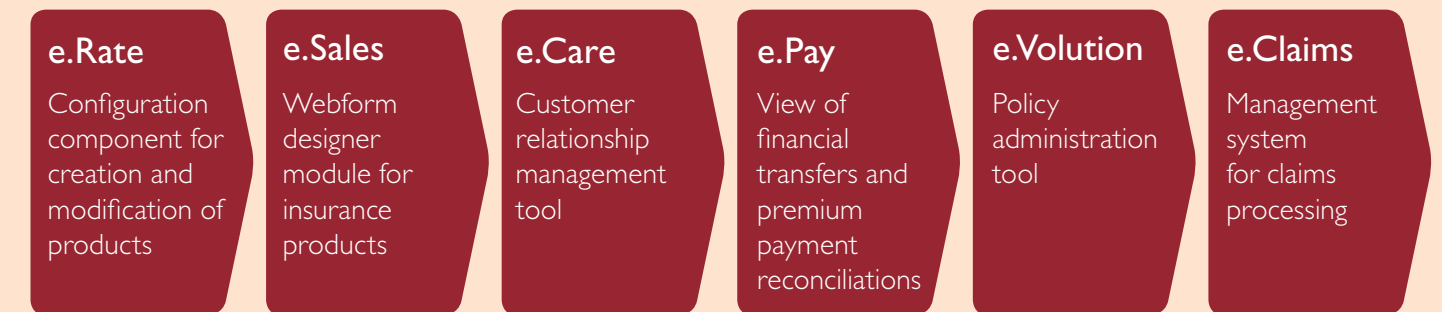 e.Rate
Configuration
component for
creation and
modification of
products
e.Sales
Webform
designer
module for
insurance
products
e.Care
Customer
relationship
management
tool
e.Pay
View of
financial
transfers and
premium
payment
reconciliations
e.Volution
Policy
administration
tool
e.Claims
Management
system
for claims
processing